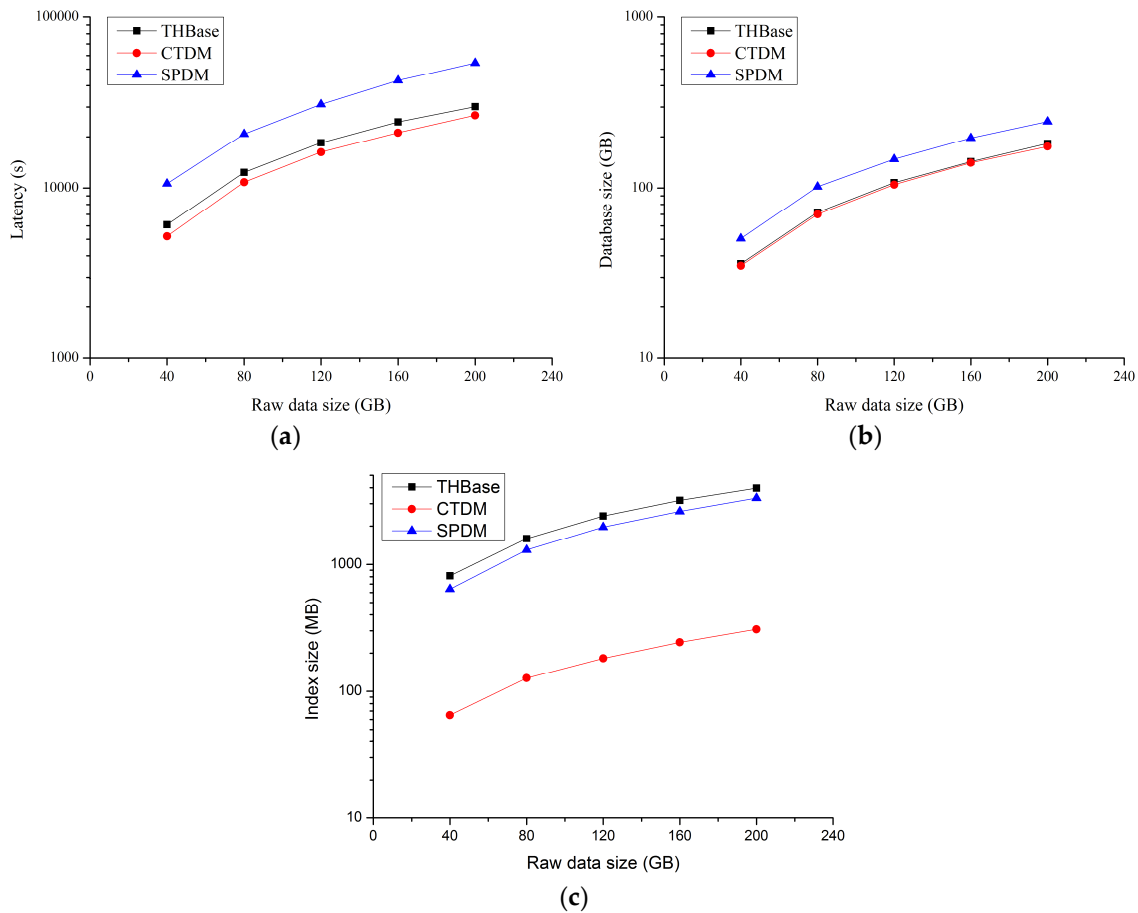 100000
10000
1000
Latency (s)
THBase
CTDM
SPDM
0 40 80 120 160 200 240
Raw data size (GB)
(a)
1000
100
10
Database size (GB)
THBase
CTDM
SPDM
0 40 80 120 160 200 240
Raw data size (GB)
(b)
1000
100
10
Index size (MB)
THBase
CTDM
SPDM
0 40 80 120 160 200 240
Raw data size (GB)
(c)